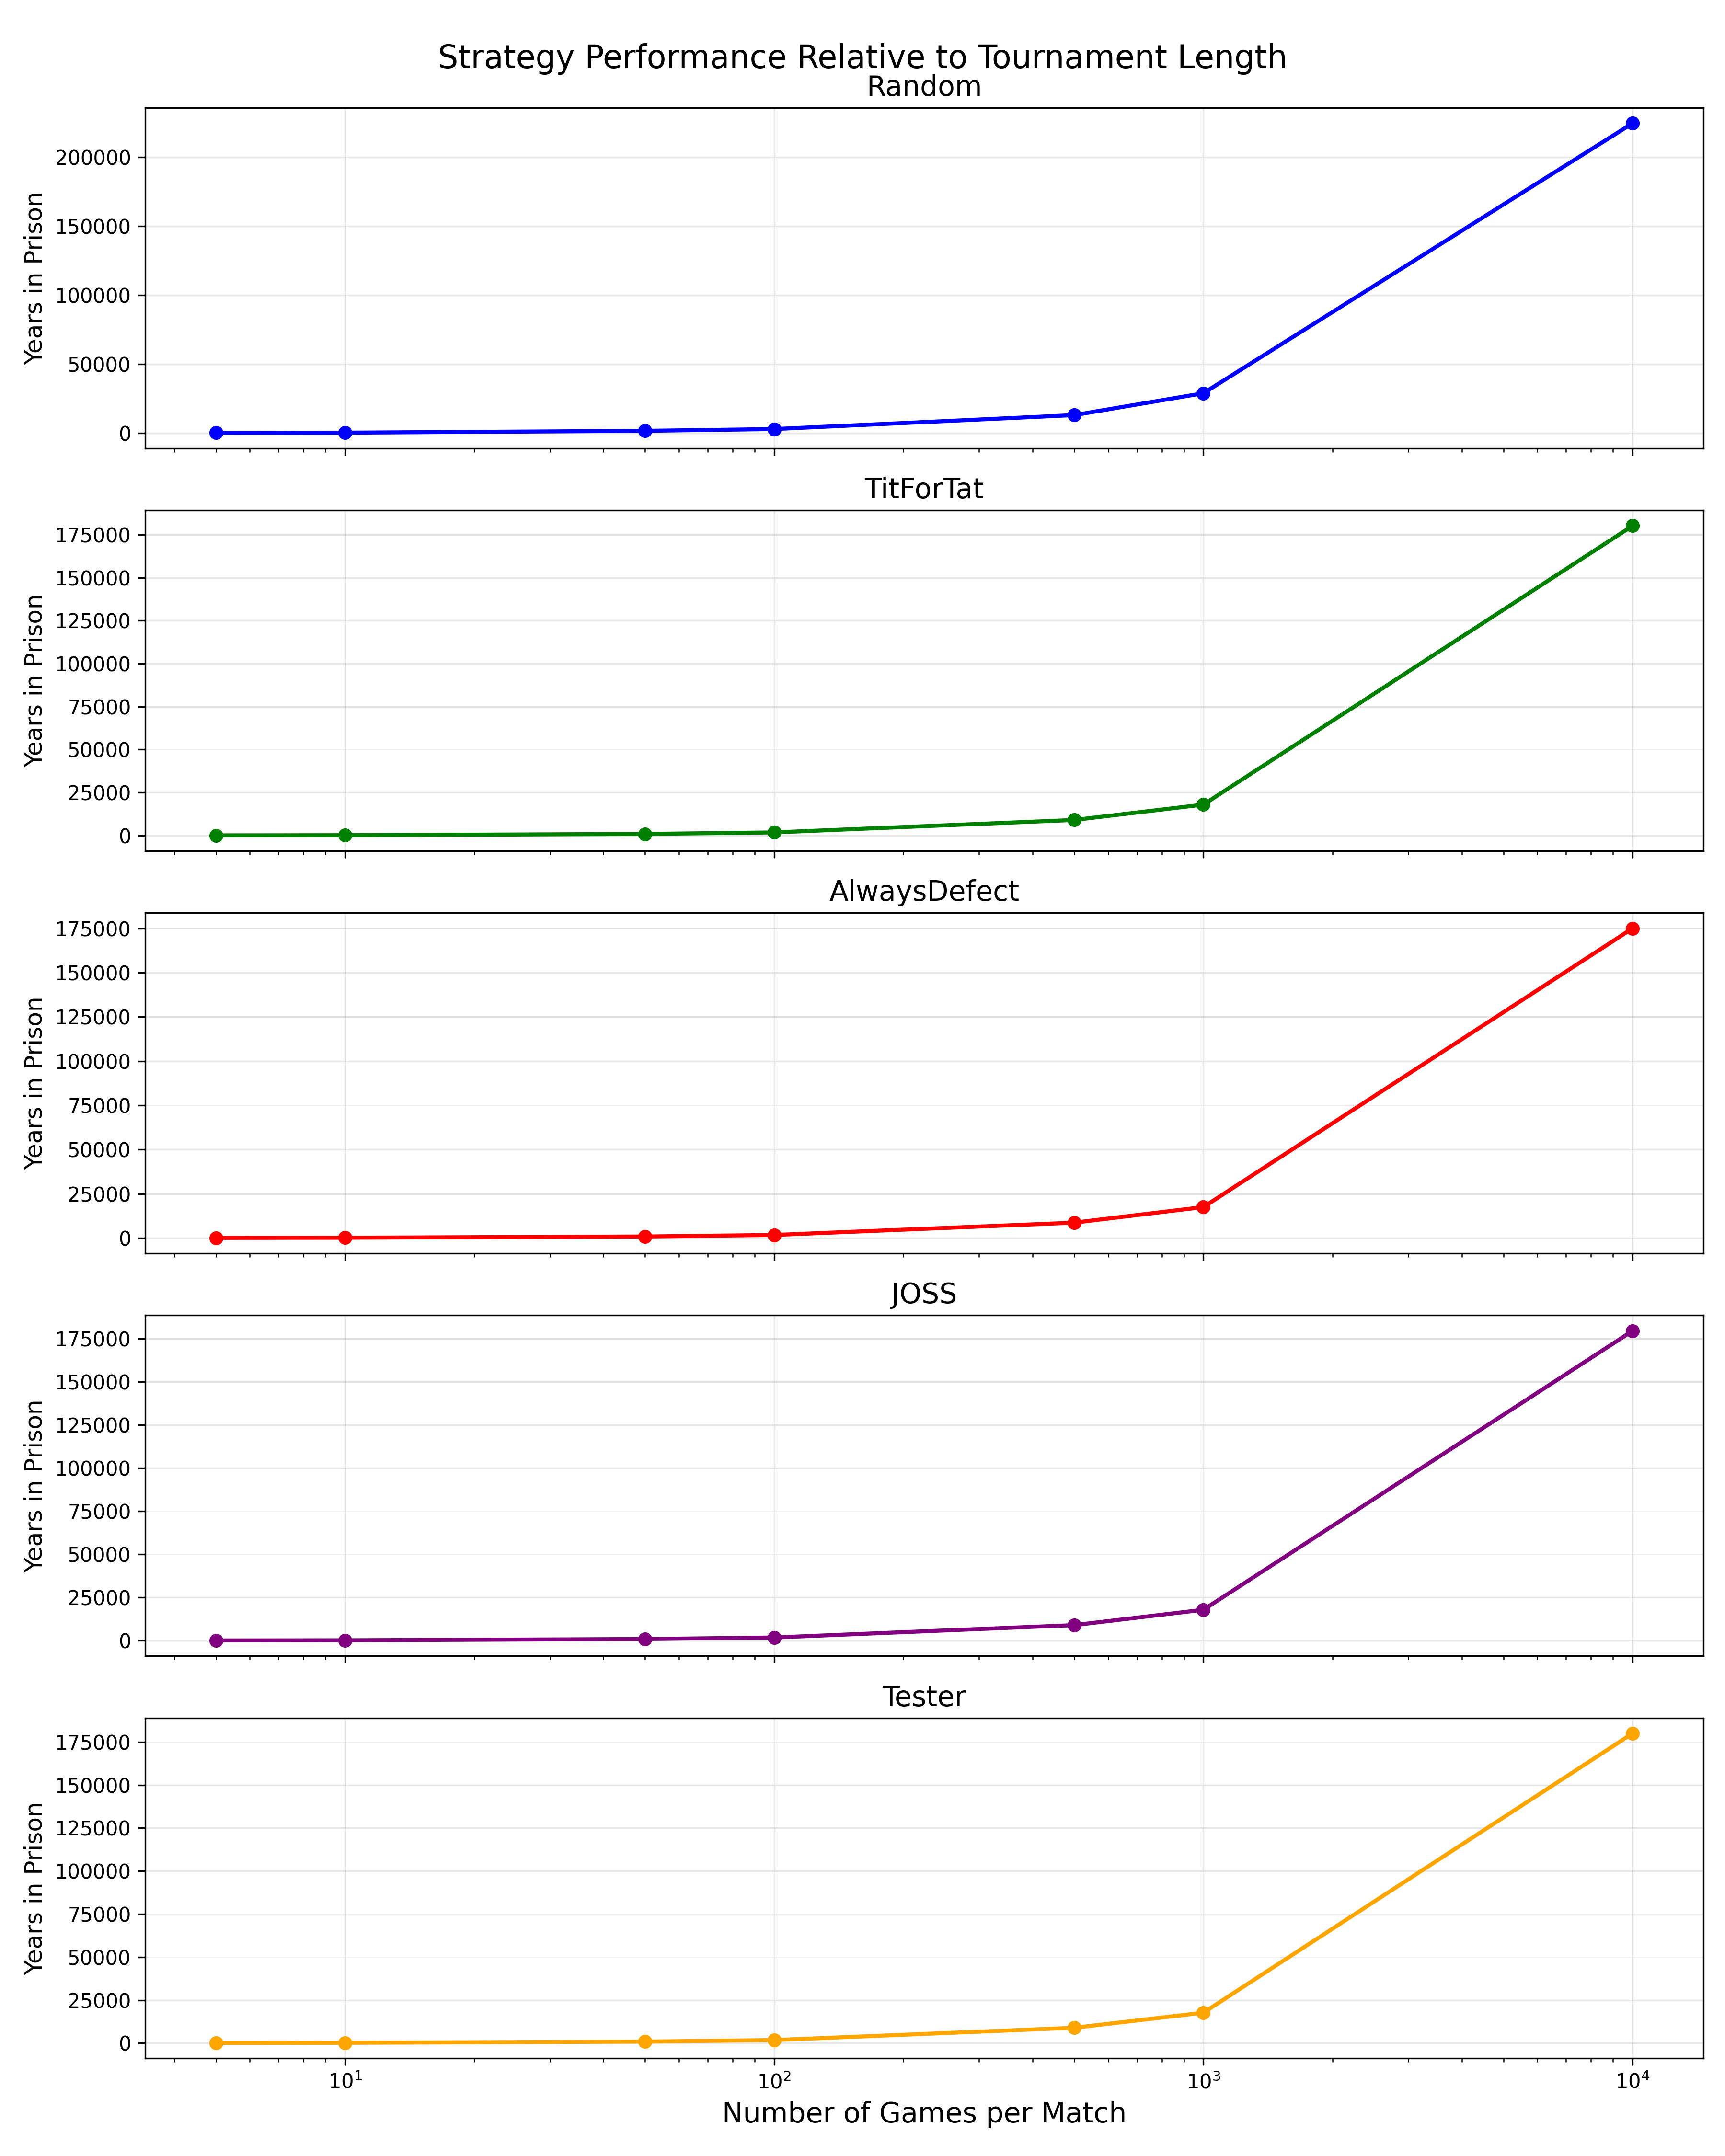 Strategy Performance Relative to Tournament Length
Random
Years in Prison
200000
150000
100000
50000
0
TitForTat
Years in Prison
175000
150000
125000
100000
75000
50000
25000
0
AlwaysDefect
Years in Prison
175000
150000
125000
100000
75000
50000
25000
0
JOSS
Years in Prison
175000
150000
125000
100000
75000
50000
25000
0
Tester
Years in Prison
175000
150000
125000
100000
75000
50000
25000
0
10¹ 10² 10³ 10⁴
Number of Games per Match